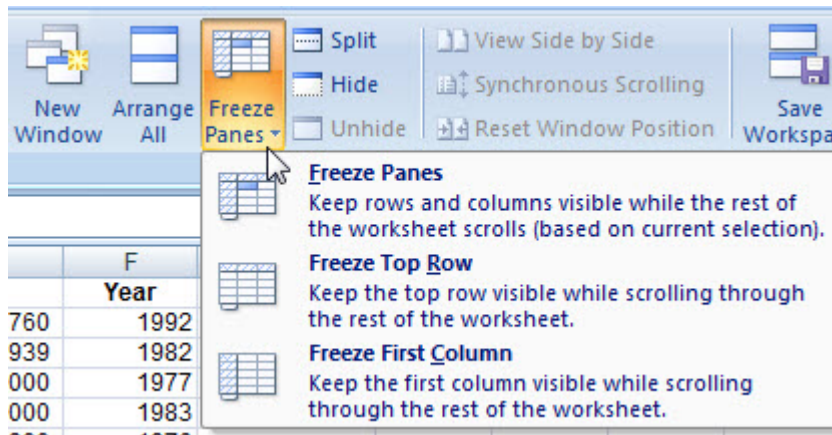 New Window
Arrange All
Freeze Panes
Split
Hide
Unhide
View Side by Side
Synchronous Scrolling
Reset Window Position
Save
Freeze Panes
Keep rows and columns visible while the rest of
the worksheet scrolls (based on current selection).
Freeze Top Row
Keep the top row visible while scrolling through
the rest of the worksheet.
Freeze First Column
Keep the first column visible while scrolling
through the rest of the worksheet.
F
Year
760 1992
939 1982
000 1977
000 1983